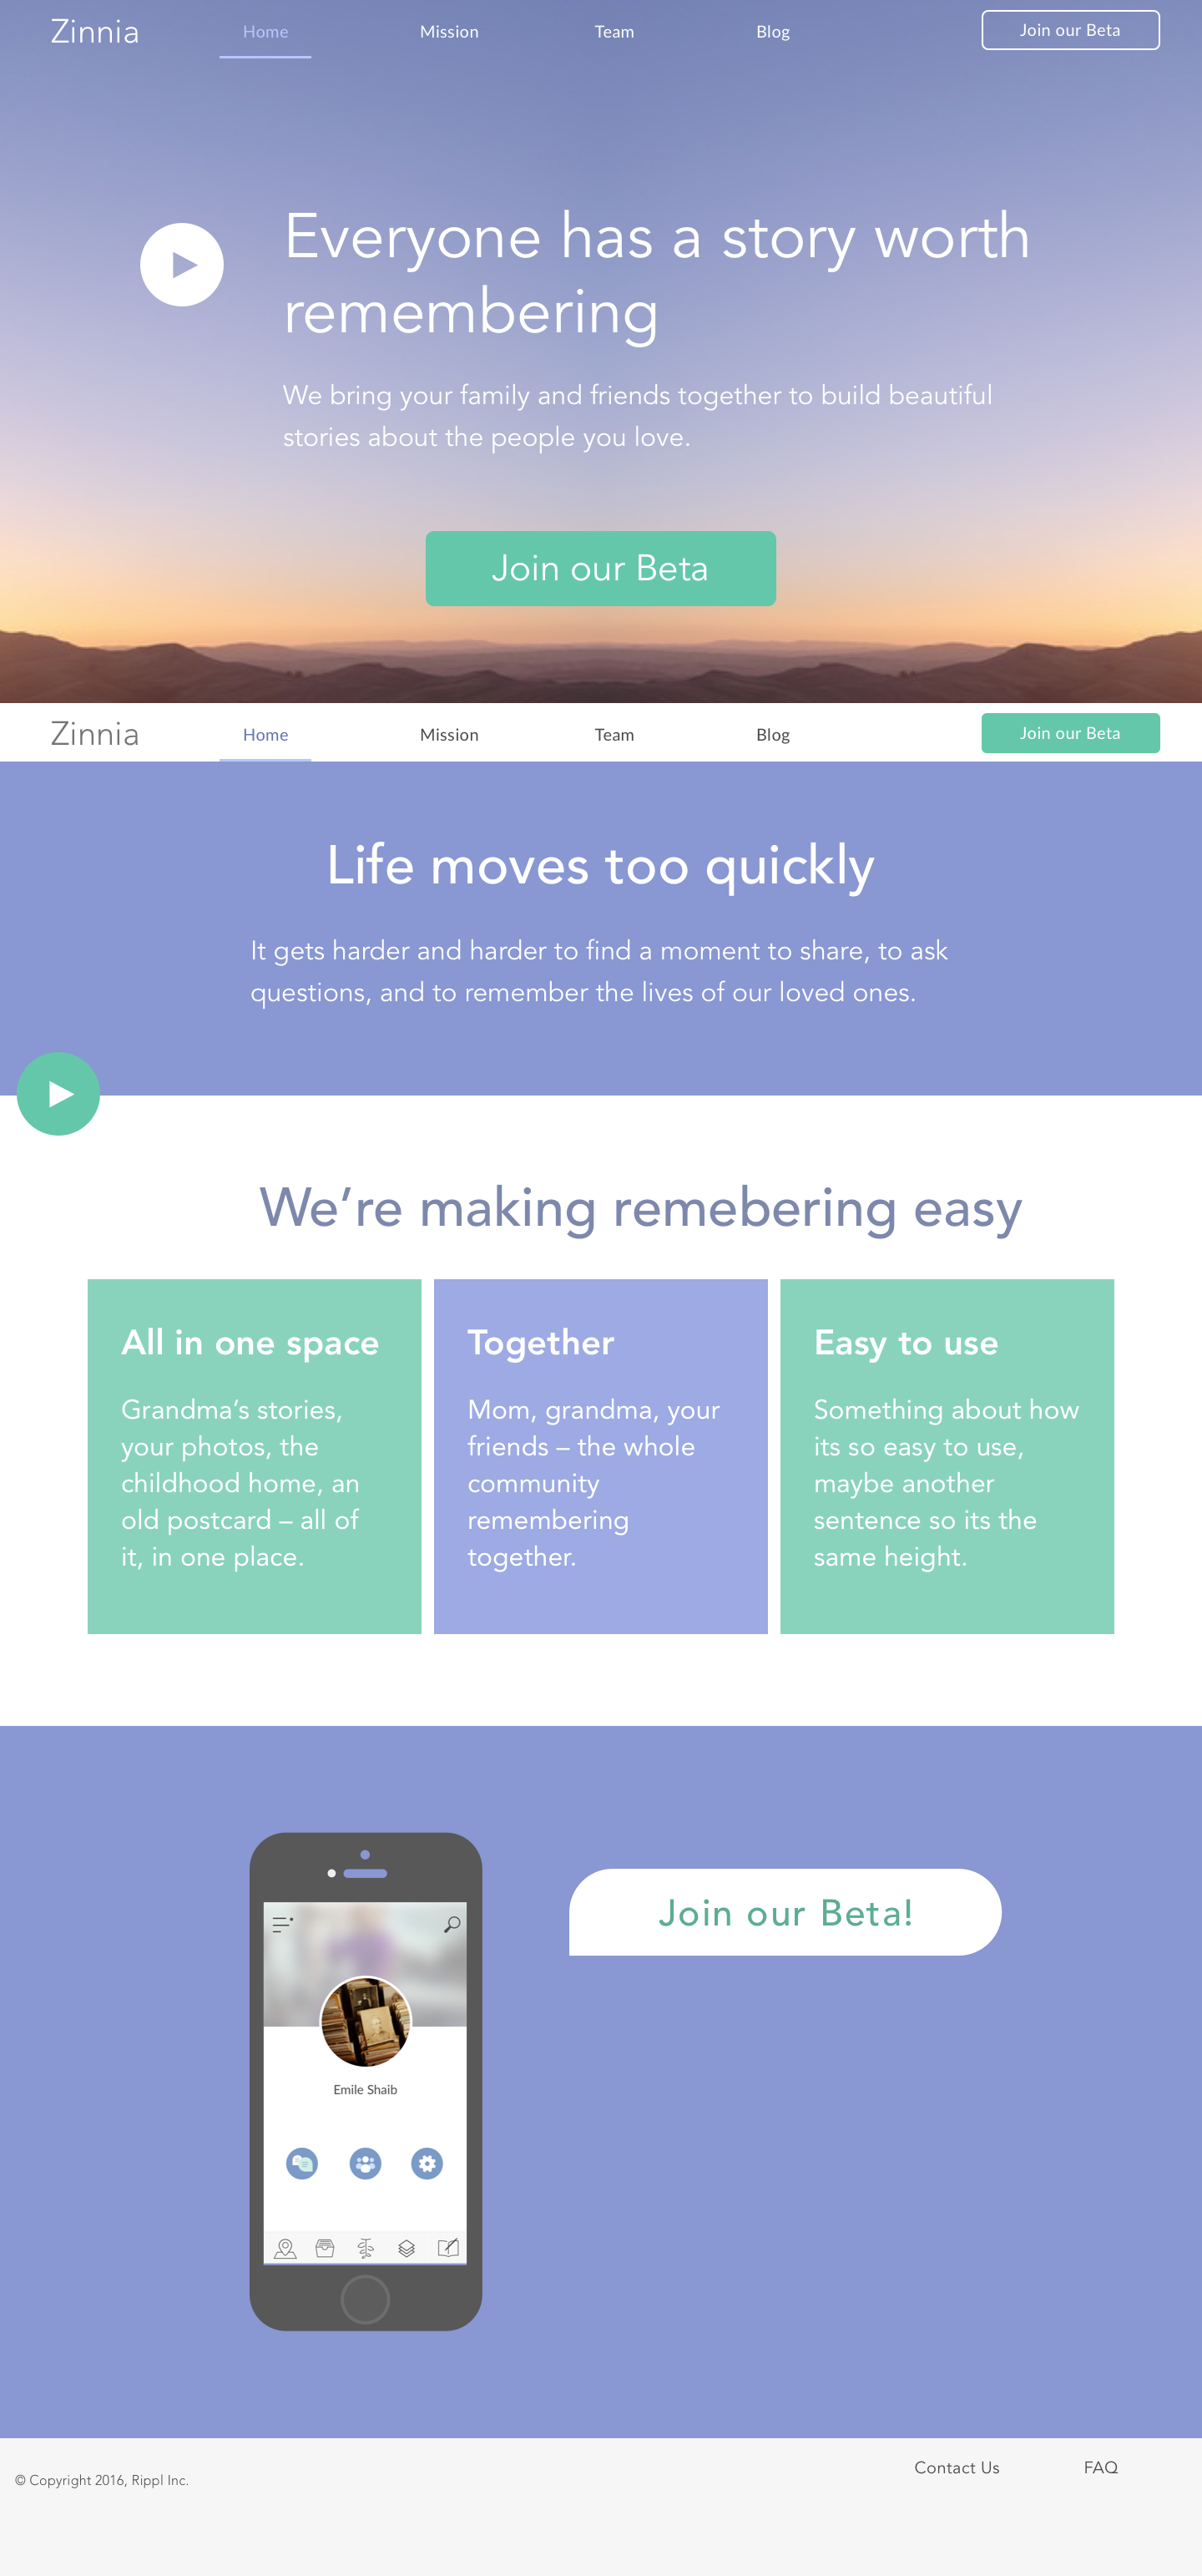 Zinnia
Home
Mission
Team
Blog
Join our Beta
Everyone has a story worth
remembering
We bring your family and friends together to build beautiful
stories about the people you love.
Join our Beta
Zinnia
Home
Mission
Team
Blog
Join our Beta
Life moves too quickly
It gets harder and harder to find a moment to share, to ask
questions, and to remember the lives of our loved ones.
We’re making remebering easy
All in one space
Grandma’s stories,
your photos, the
childhood home, an
old postcard – all of
it, in one place.
Together
Mom, grandma, your
friends – the whole
community
remembering
together.
Easy to use
Something about how
its so easy to use,
maybe another
sentence so its the
same height.
Join our Beta!
Emile Shaib
Contact Us
FAQ
© Copyright 2016, Rippl Inc.